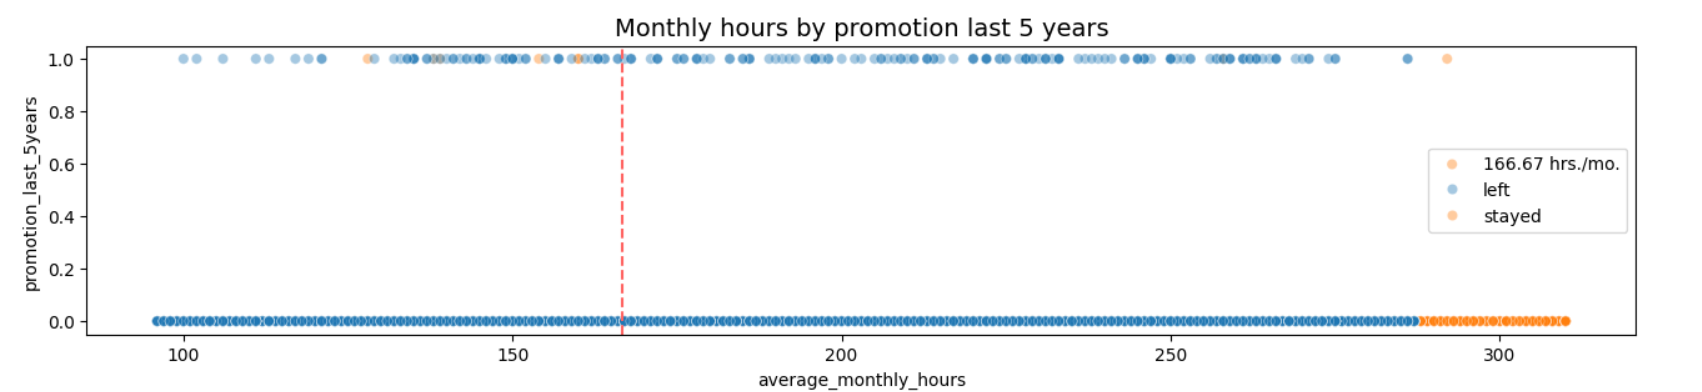 Monthly hours by promotion last 5 years
promotion_last_5years
1.0
0.8
0.6
0.4
0.2
0.0
166.67 hrs./mo.
left
stayed
100 150 200 250 300
average_monthly_hours